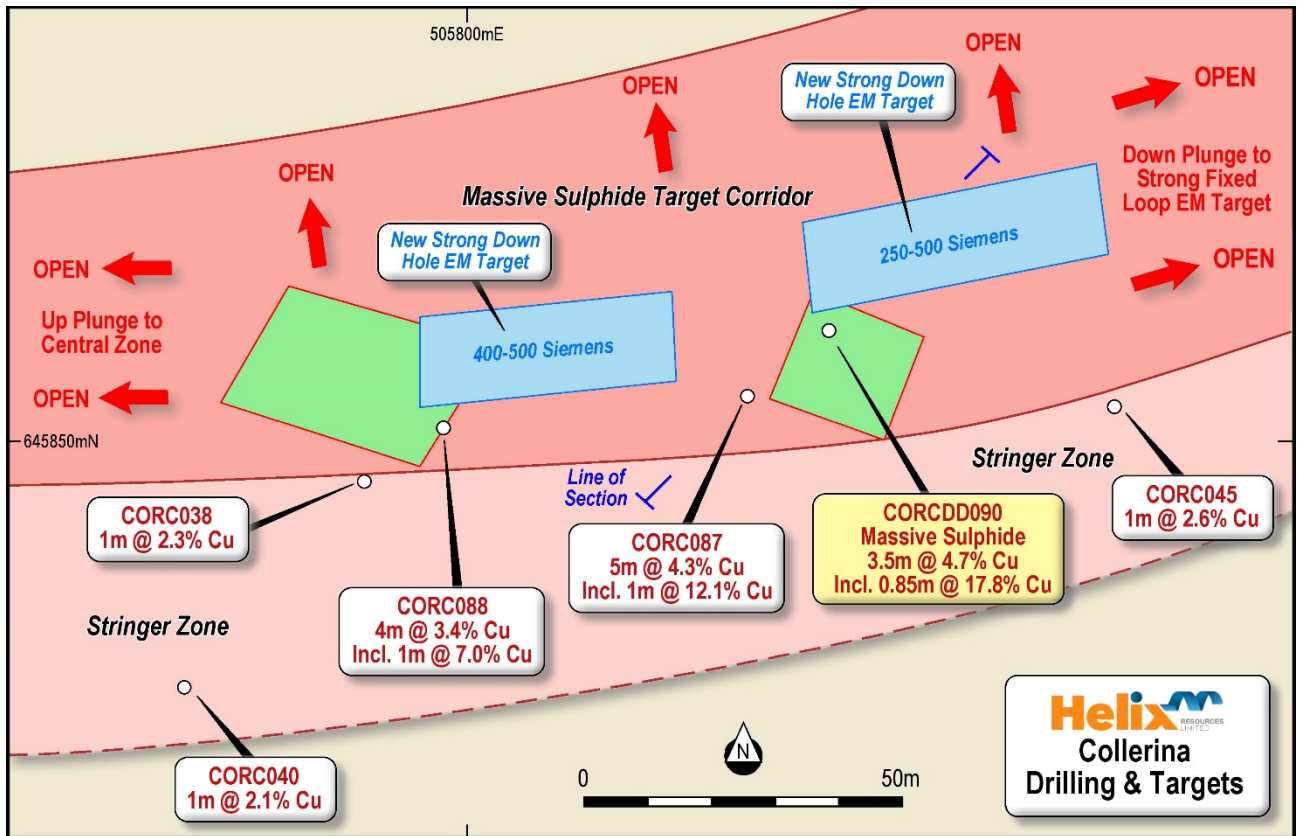 505800mE
OPEN
OPEN
OPEN
OPEN
New Strong Down
Hole EM Target
Down Plunge to
Strong Fixed
Loop EM Target
OPEN
Massive Sulphide Target Corridor
New Strong Down
Hole EM Target
250-500 Siemens
OPEN
OPEN
Up Plunge to
Central Zone
400-500 Siemens
OPEN
645850mN
Line of
Section
Stringer Zone
CORC038
1m @ 2.3% Cu
CORC088
4m @ 3.4% Cu
Incl. 1m @ 7.0% Cu
CORC087
5m @ 4.3% Cu
Incl. 1m @ 12.1% Cu
CORCDD090
Massive Sulphide
3.5m @ 4.7% Cu
Incl. 0.85m @ 17.8% Cu
CORC045
1m @ 2.6% Cu
Stringer Zone
CORC040
1m @ 2.1% Cu
N
0 50m
Helix
RESOURCES
LIMITED
Collerina
Drilling & Targets